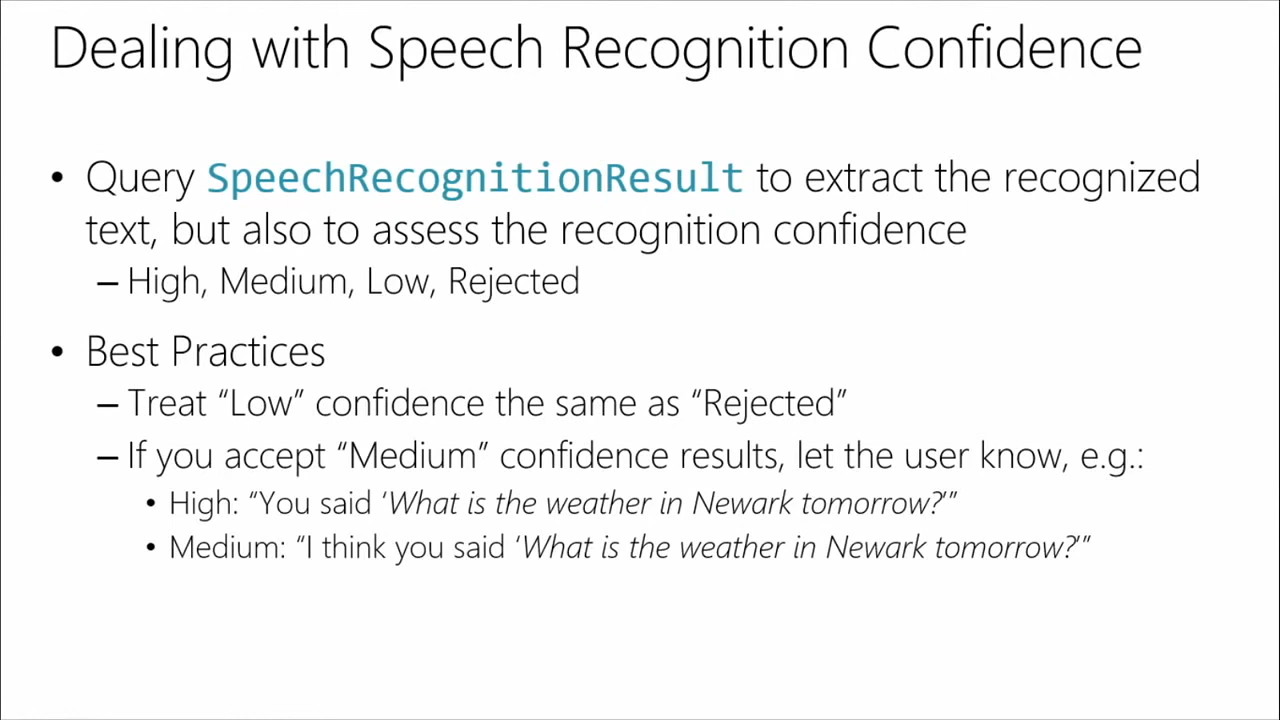 Dealing with Speech Recognition Confidence
• Query SpeechRecognitionResult to extract the recognized
text, but also to assess the recognition confidence
– High, Medium, Low, Rejected
• Best Practices
– Treat “Low” confidence the same as “Rejected”
– If you accept “Medium” confidence results, let the user know, e.g.:
• High: “You said ‘What is the weather in Newark tomorrow?’”
• Medium: “I think you said ‘What is the weather in Newark tomorrow?’”